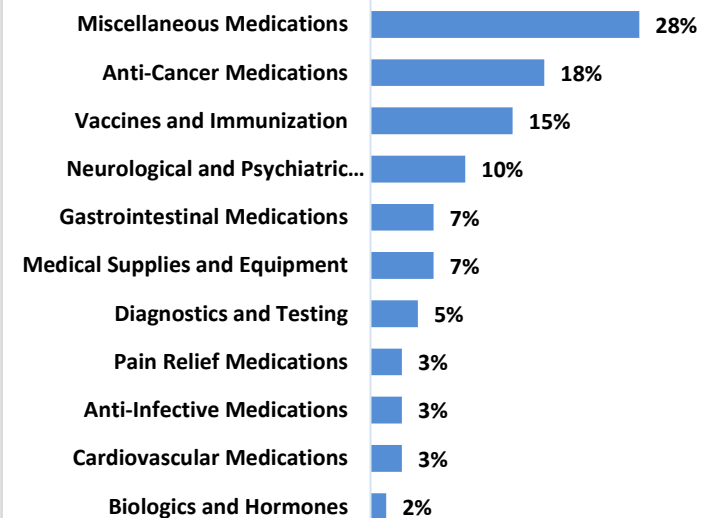 Miscellaneous Medications 28%
Anti-Cancer Medications 18%
Vaccines and Immunization 15%
Neurological and Psychiatric... 10%
Gastrointestinal Medications 7%
Medical Supplies and Equipment 7%
Diagnostics and Testing 5%
Pain Relief Medications 3%
Anti-Infective Medications 3%
Cardiovascular Medications 3%
Biologics and Hormones 2%